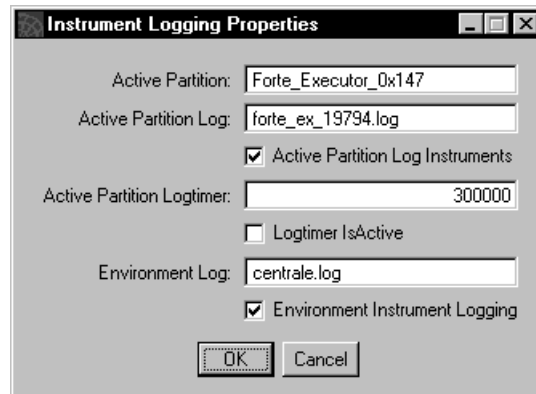 Instrument Logging Properties
Active Partition: Forte_Executor_0x147
Active Partition Log: forte_ex_19794.log
Active Partition Log Instruments
Active Partition Logtimer: 300000
Logtimer IsActive
Environment Log: centrale.log
Environment Instrument Logging
OK Cancel